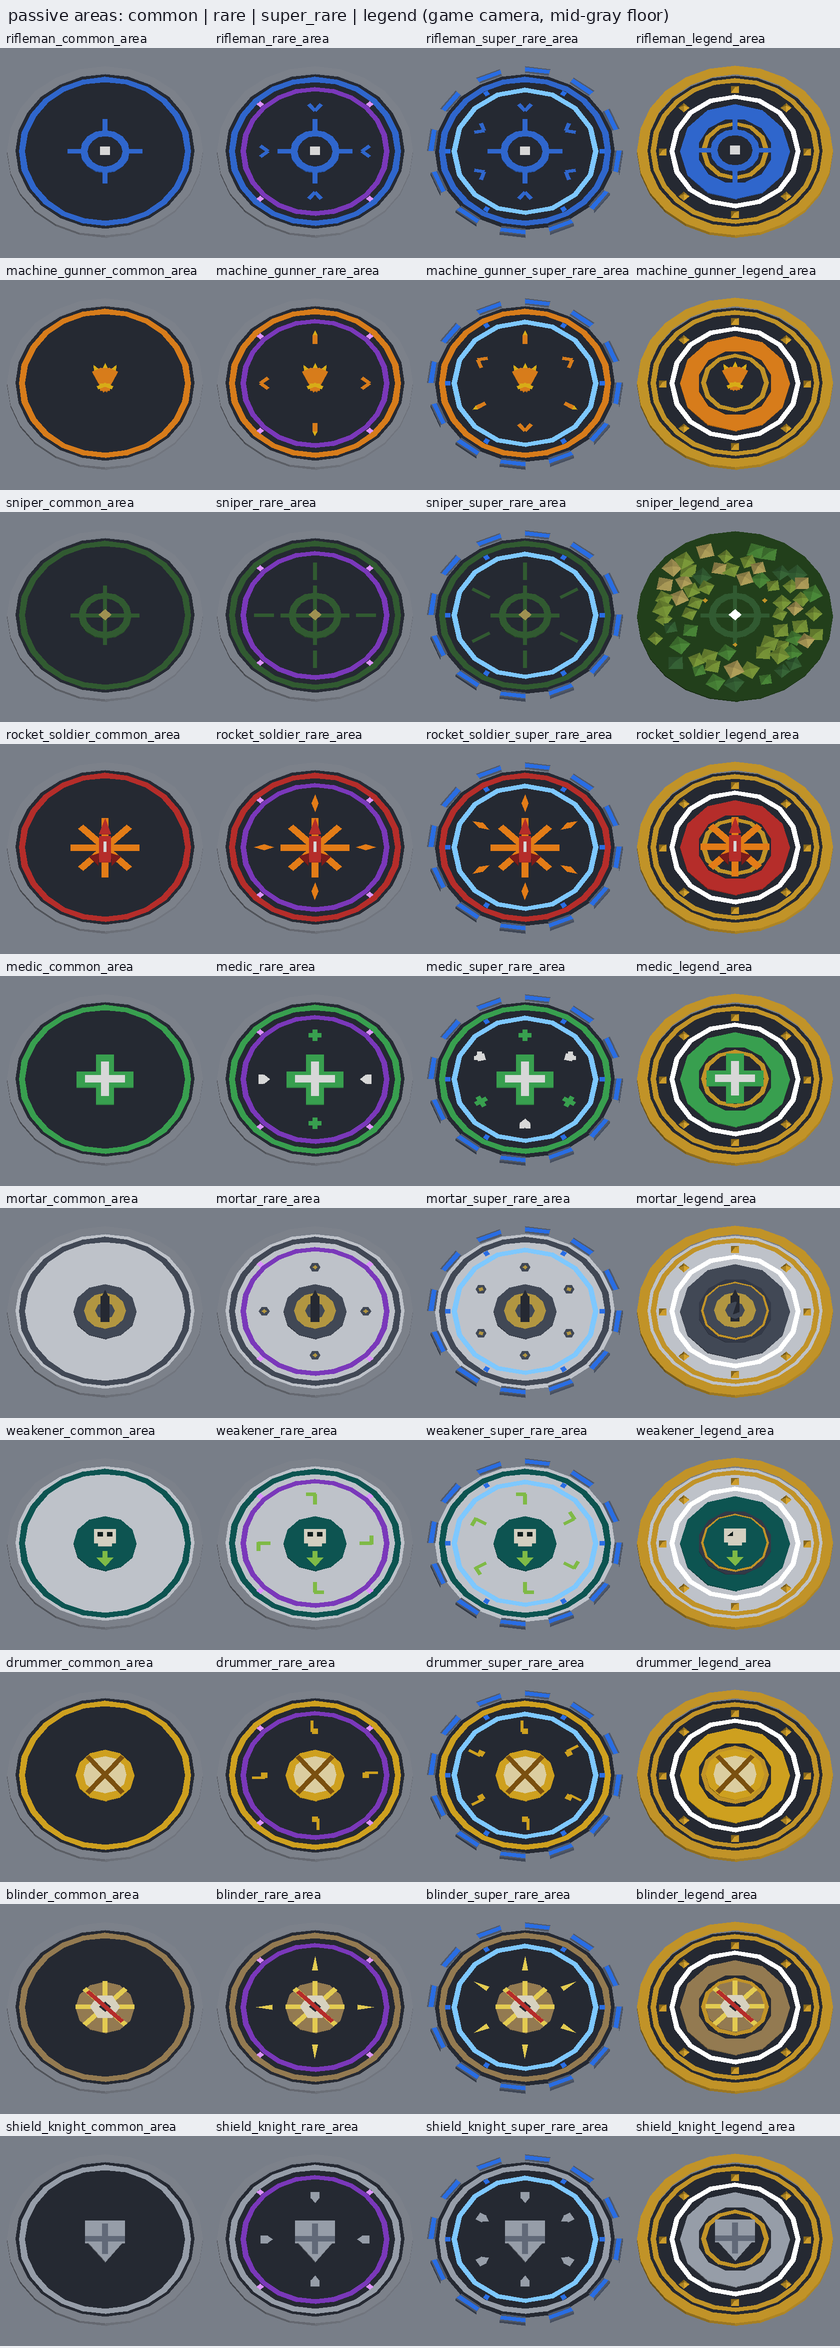 passive areas: common | rare | super_rare | legend (game camera, mid-gray floor)
rifleman_common_area rifleman_rare_area rifleman_super_rare_area rifleman_legend_area
machine_gunner_common_area machine_gunner_rare_area machine_gunner_super_rare_area machine_gunner_legend_area
sniper_common_area sniper_rare_area sniper_super_rare_area sniper_legend_area
rocket_soldier_common_area rocket_soldier_rare_area rocket_soldier_super_rare_area rocket_soldier_legend_area
medic_common_area medic_rare_area medic_super_rare_area medic_legend_area
mortar_common_area mortar_rare_area mortar_super_rare_area mortar_legend_area
weakener_common_area weakener_rare_area weakener_super_rare_area weakener_legend_area
drummer_common_area drummer_rare_area drummer_super_rare_area drummer_legend_area
blinder_common_area blinder_rare_area blinder_super_rare_area blinder_legend_area
shield_knight_common_area shield_knight_rare_area shield_knight_super_rare_area shield_knight_legend_area